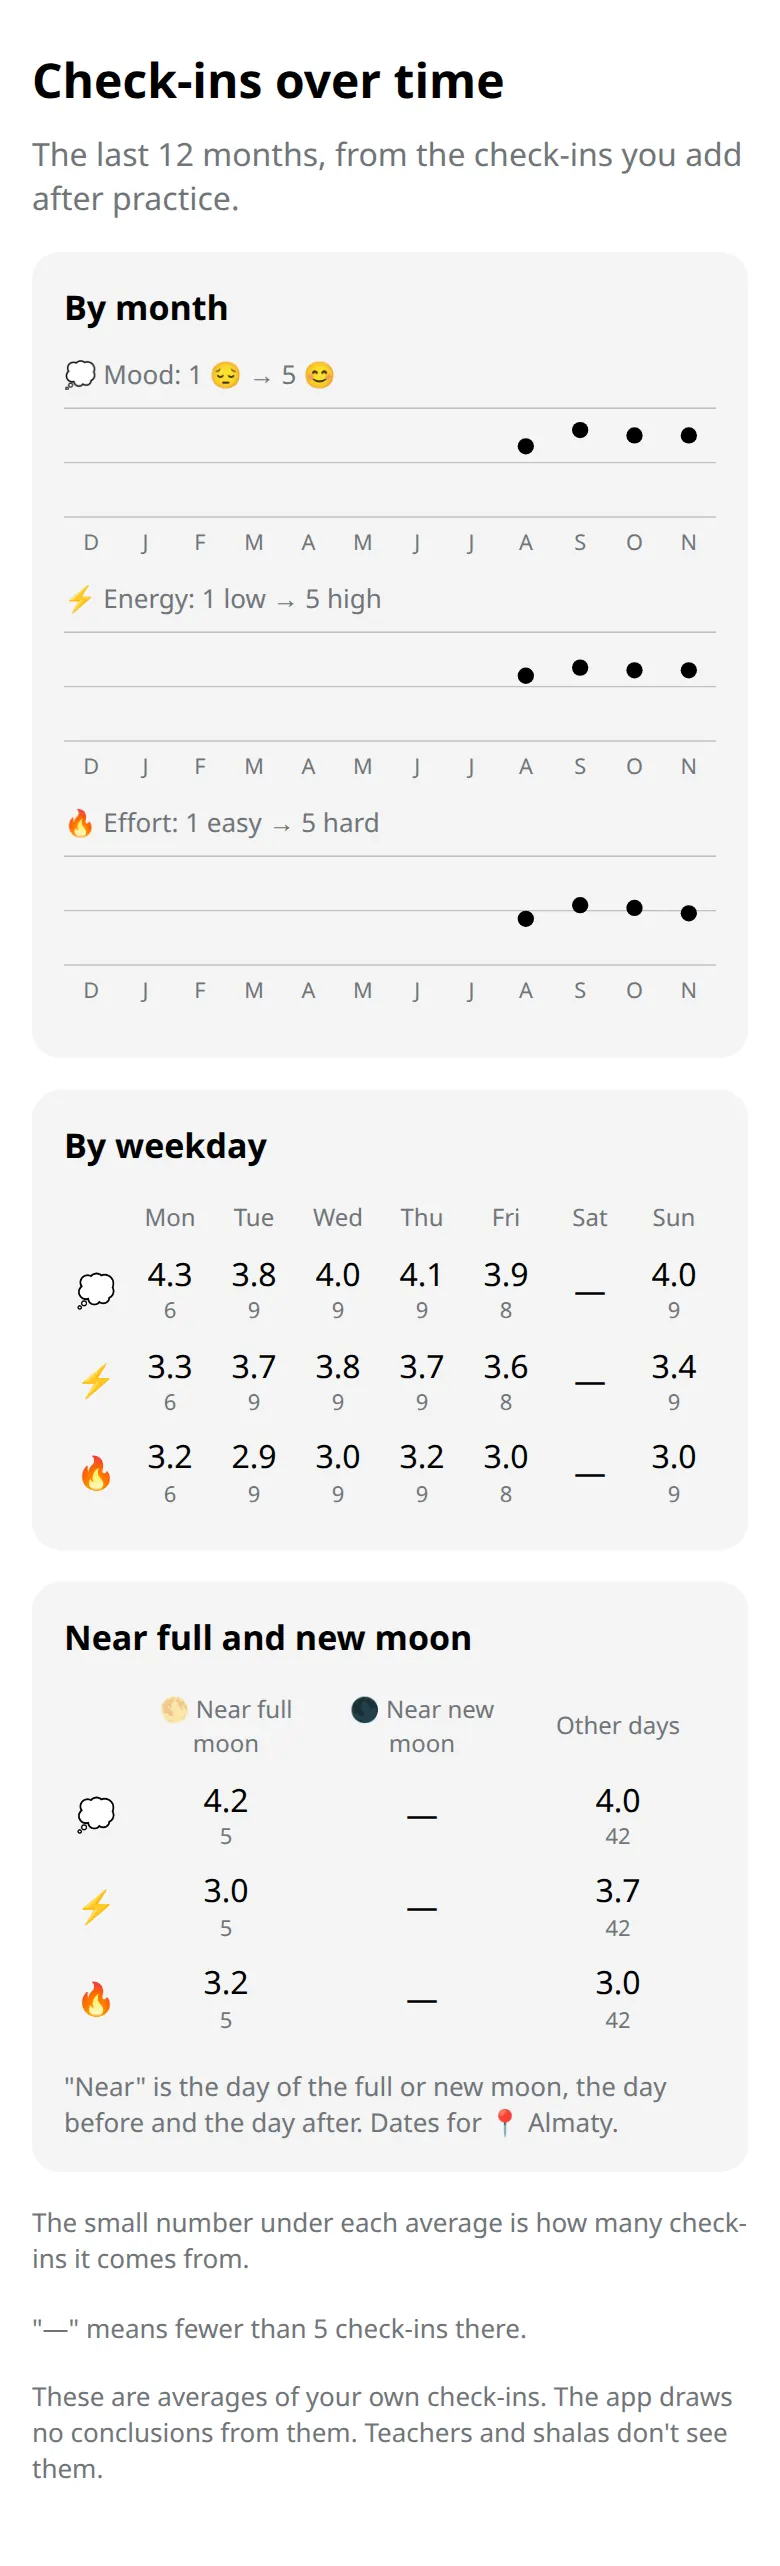 Check-ins over time
The last 12 months, from the check-ins you add
after practice.
By month
💭 Mood: 1 😔 → 5 😊
D J F M A M J J A S O N
⚡ Energy: 1 low → 5 high
D J F M A M J J A S O N
🔥 Effort: 1 easy → 5 hard
D J F M A M J J A S O N
By weekday
Mon Tue Wed Thu Fri Sat Sun
💭 4.3 3.8 4.0 4.1 3.9 — 4.0
6 9 9 9 8 9
⚡ 3.3 3.7 3.8 3.7 3.6 — 3.4
6 9 9 9 8 9
🔥 3.2 2.9 3.0 3.2 3.0 — 3.0
6 9 9 9 8 9
Near full and new moon
🌕 Near full 🌑 Near new Other days
moon moon
💭 4.2 — 4.0
5 42
⚡ 3.0 — 3.7
5 42
🔥 3.2 — 3.0
5 42
"Near" is the day of the full or new moon, the day
before and the day after. Dates for 📍 Almaty.
The small number under each average is how many check-
ins it comes from.
"—" means fewer than 5 check-ins there.
These are averages of your own check-ins. The app draws
no conclusions from them. Teachers and shalas don't see
them.